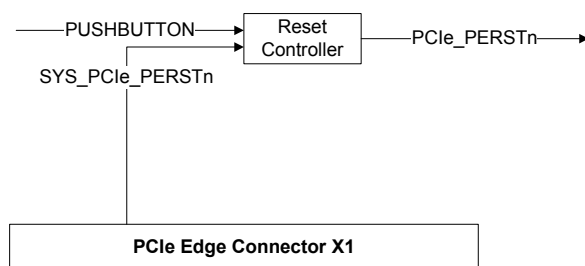 PUSHBUTTON
Reset
Controller
PCIe_PERSTn
SYS_PCIe_PERSTn
PCIe Edge Connector X1